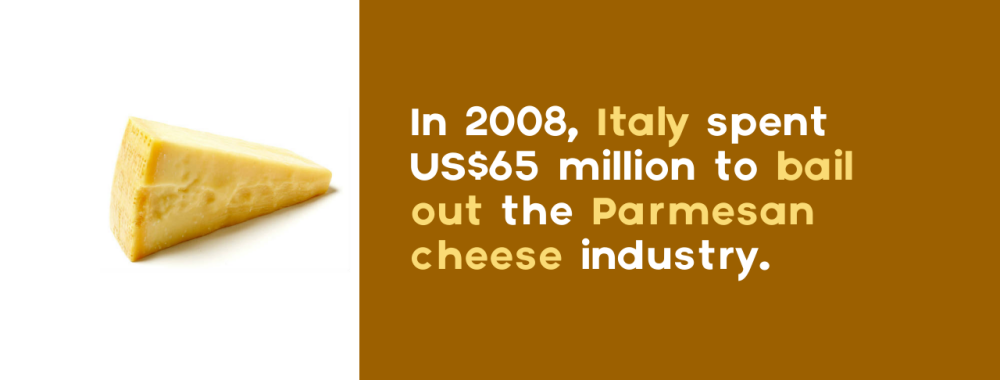 In 2008, Italy spent
US$65 million to bail
out the Parmesan
cheese industry.